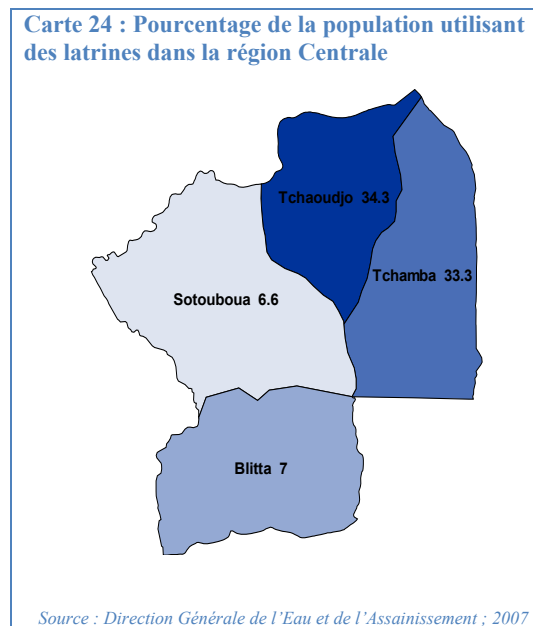 Carte 24 : Pourcentage de la population utilisant
des latrines dans la région Centrale
Tchaoudjo 34.3
Tchamba 33.3
Sotouboua 6.6
Blitta 7
Source : Direction Générale de l'Eau et de l'Assainissement ; 2007